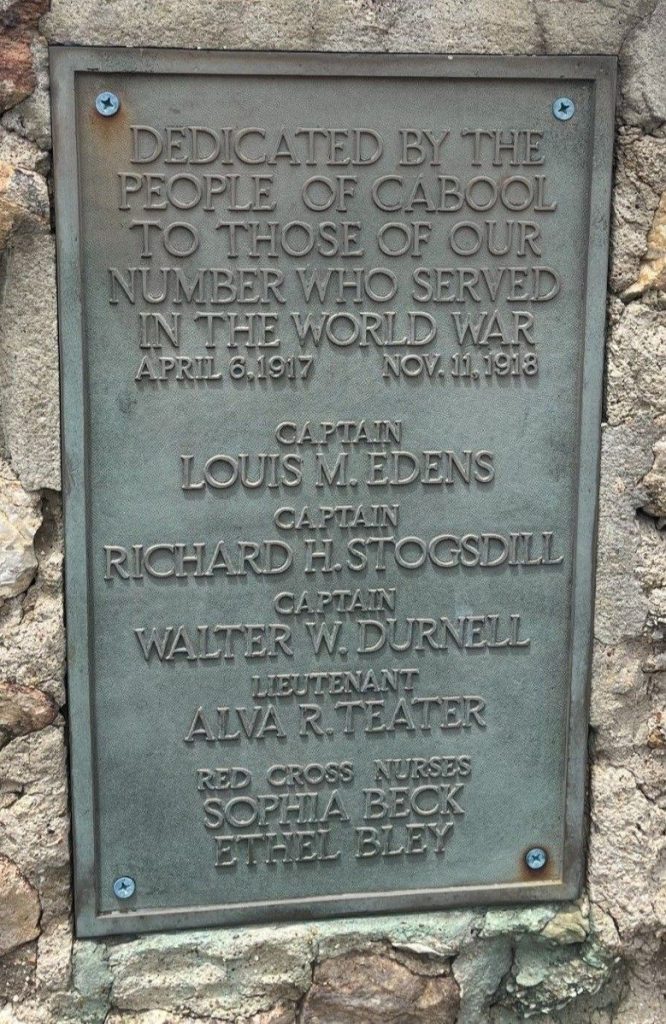 DEDICATED BY THE
PEOPLE OF CABOOL
TO THOSE OF OUR
NUMBER WHO SERVED
IN THE WORLD WAR
APRIL 6.1917 NOV. 11, 1918
CAPTAIN
LOUIS M. EDENS
CAPTAIN
RICHARD H. STOGSDILL
CAPTAIN
WALTER W. DURNELL
LIEUTENANT
ALVA R. TEATER
RED CROSS NURSES
SOPHIA BECK
ETHEL BLEY